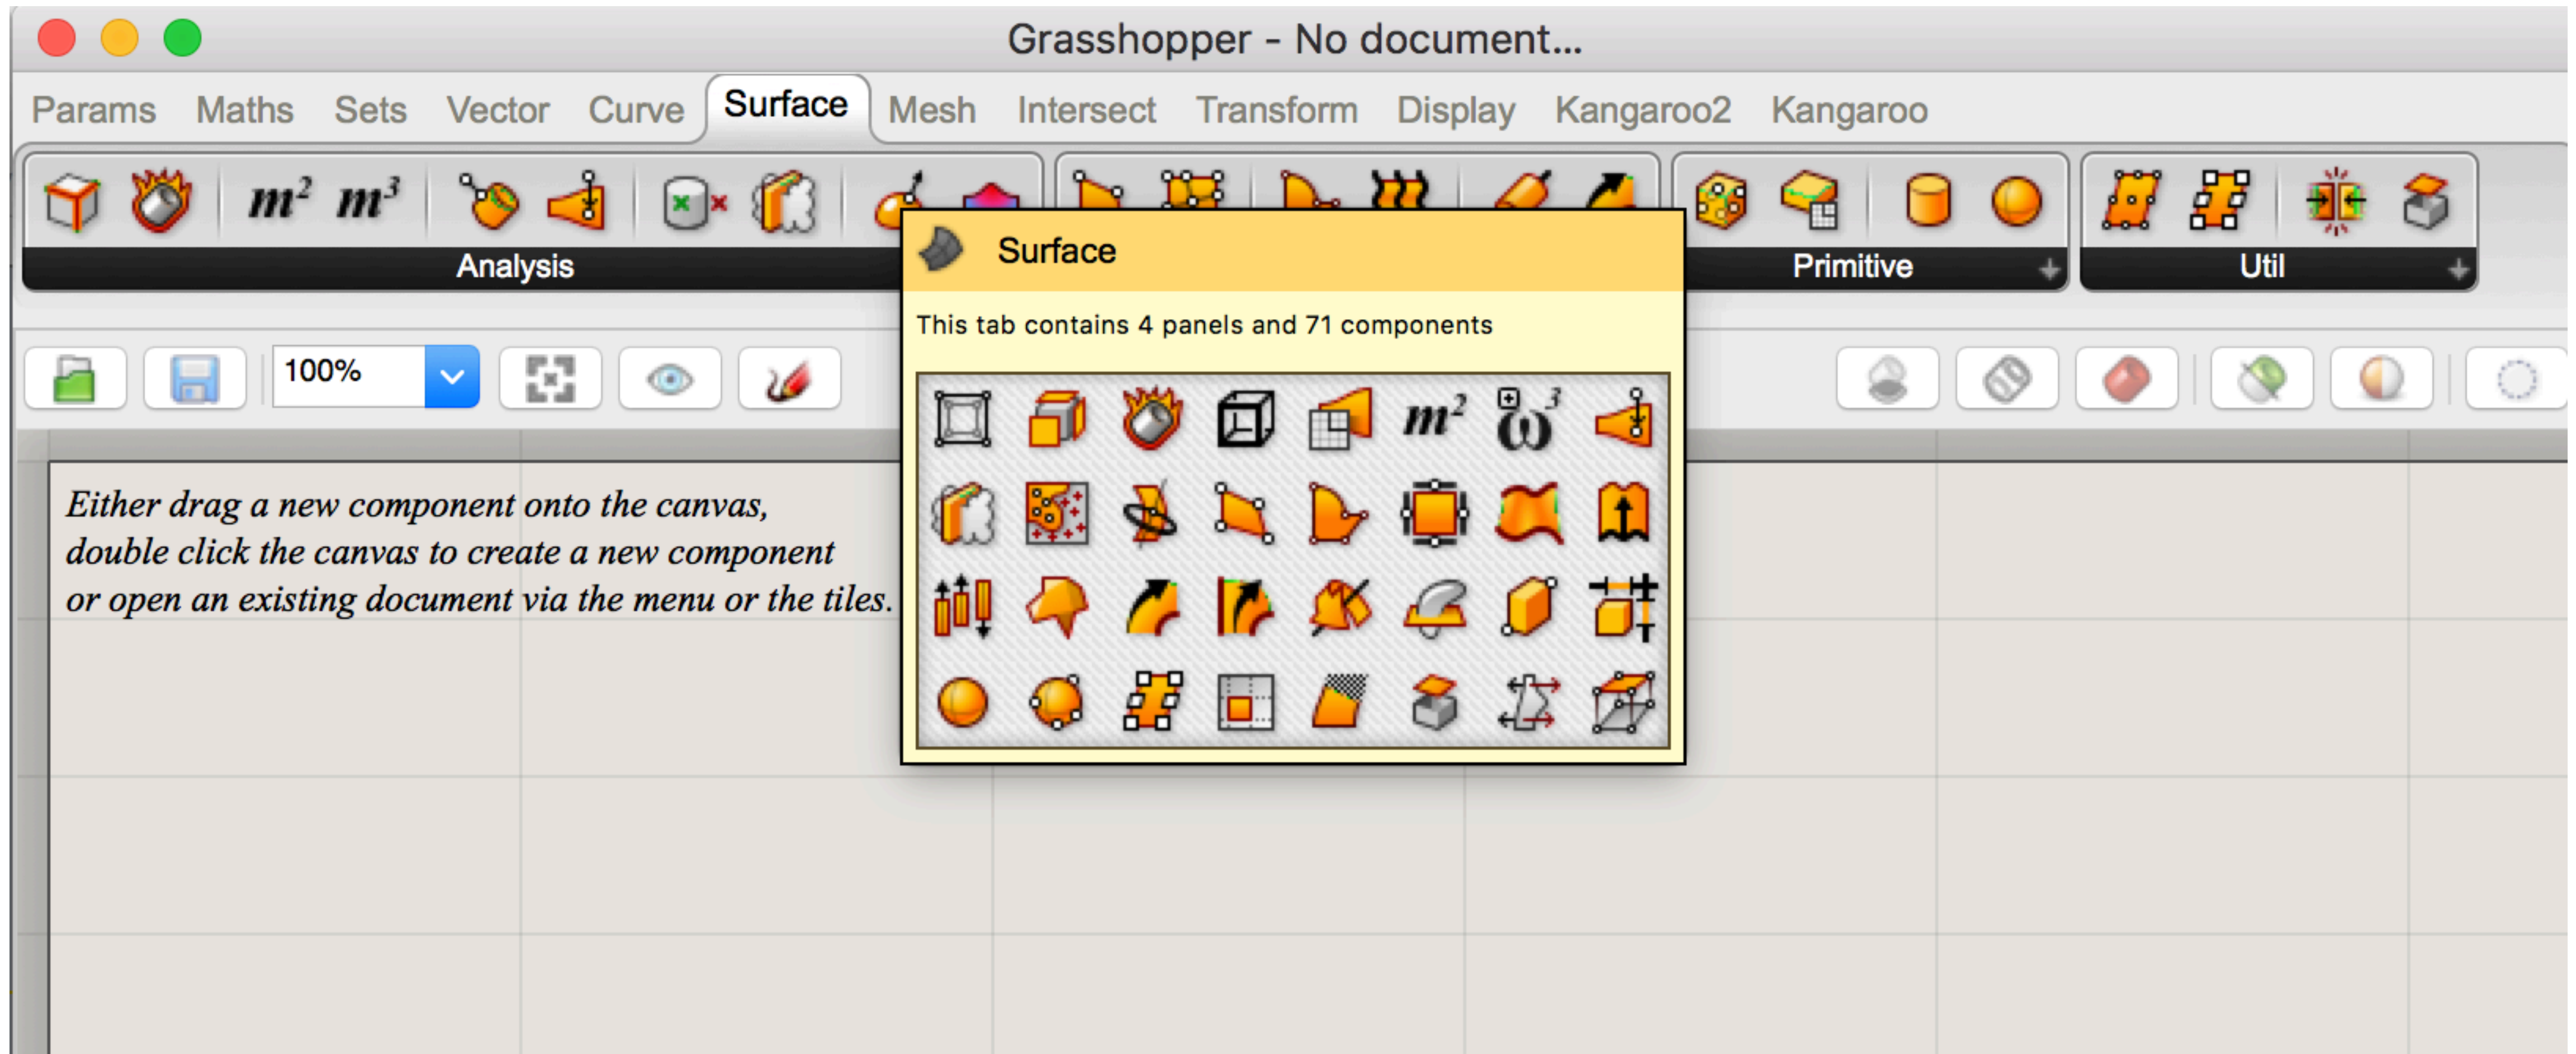 Grasshopper - No document...
Params Maths Sets Vector Curve Surface Mesh Intersect Transform Display Kangaroo2 Kangaroo
m² m³
Analysis
Primitive
Util
Surface
This tab contains 4 panels and 71 components
100%
m² ω³
Either drag a new component onto the canvas,
double click the canvas to create a new component
or open an existing document via the menu or the tiles.